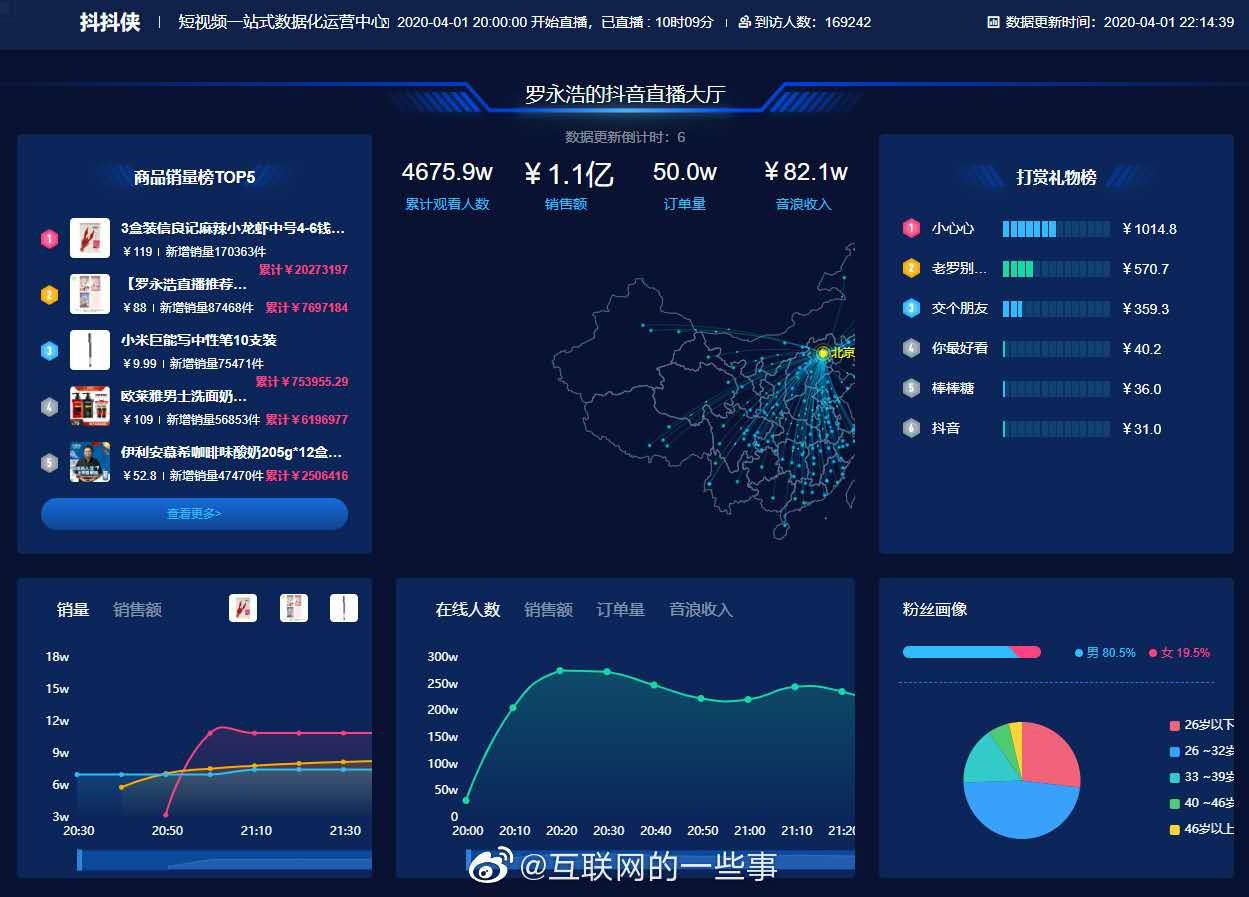 抖抖侠 | 短视频一站式数据化运营中心 2020-04-01 20:00:00 开始直播，已直播 : 10时09分 | 到访人数：169242 数据更新时间：2020-04-01 22:14:39
罗永浩的抖音直播大厅
数据更新倒计时：6
4675.9w ￥1.1亿 50.0w ￥82.1w
累计观看人数 销售额 订单量 音浪收入
北京
商品销量榜TOP5
1 3盒装信良记麻辣小龙虾中号4-6钱...
￥119 | 新增销量170363件
累计￥20273197
2 【罗永浩直播推荐...
￥88 | 新增销量87468件 累计￥7697184
3 小米巨能写中性笔10支装
￥9.99 | 新增销量75471件
累计￥753955.29
4 欧莱雅男士洗面奶...
￥109 | 新增销量56853件 累计￥6196977
5 伊利安慕希咖啡味酸奶205g*12盒...
￥52.8 | 新增销量47470件 累计￥2506416
查看更多>
打赏礼物榜
1 小心心 ￥1014.8
2 老罗别... ￥570.7
3 交个朋友 ￥359.3
4 你最好看 ￥40.2
5 棒棒糖 ￥36.0
6 抖音 ￥31.0
销量 销售额
18w
15w
12w
9w
6w
3w
20:30 20:50 21:10 21:30
在线人数 销售额 订单量 音浪收入
300w
250w
200w
150w
100w
50w
0
20:00 20:10 20:20 20:30 20:40 20:50 21:00 21:10 21:20
粉丝画像
男 80.5% 女 19.5%
26岁以下
26 ~32岁
33 ~39岁
40 ~46岁
46岁以上
@互联网的一些事